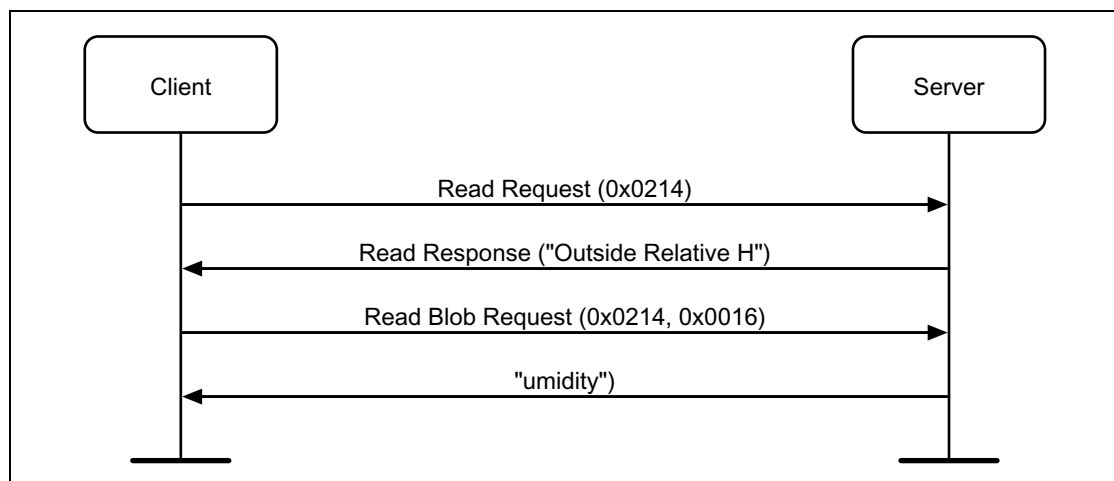 Client
Server
Read Request (0x0214)
Read Response ("Outside Relative H")
Read Blob Request (0x0214, 0x0016)
"umidity")